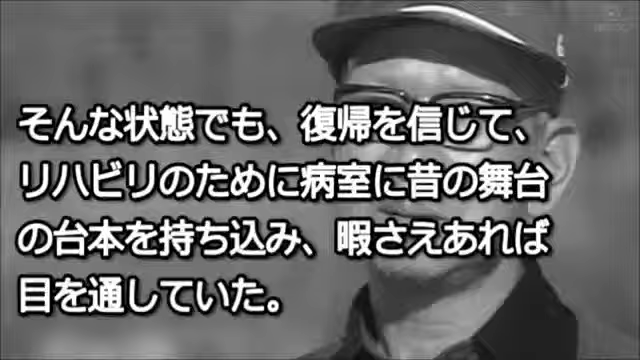 そんな状態でも、復帰を信じて、
リハビリのために病室に昔の舞台
の台本を持ち込み、暇さえあれば
目を通していた。